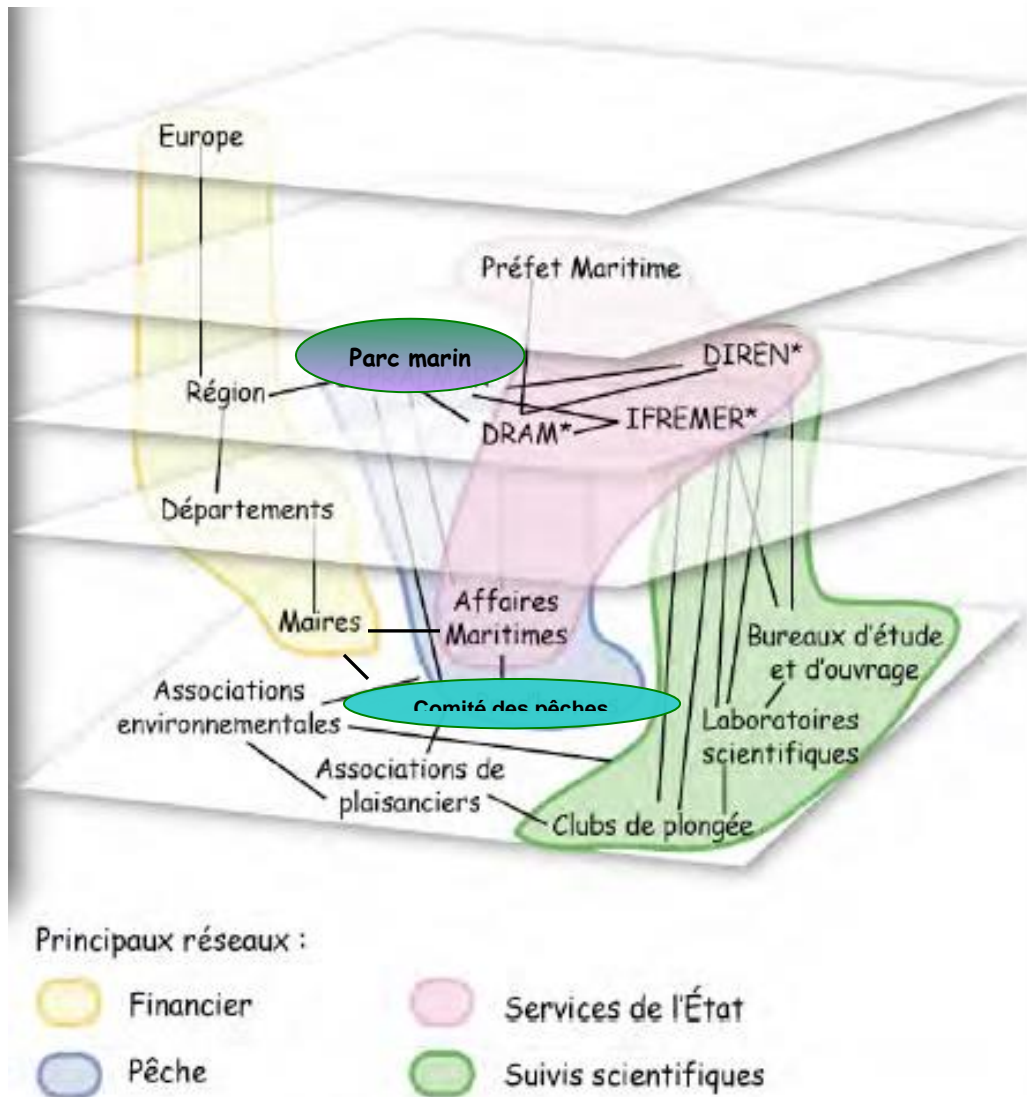 Europe
Préfet Maritime
Parc marin
DIREN*
Région
IFREMER*
DRAM*
Départements
Affaires
Maritimes
Maires
Bureaux d'étude
et d'ouvrage
Associations
environnementales
Comité des pêches
Laboratoires
scientifiques
Associations de
plaisanciers
Clubs de plongée
Principaux réseaux :
Financier
Services de l'État
Pêche
Suivis scientifiques